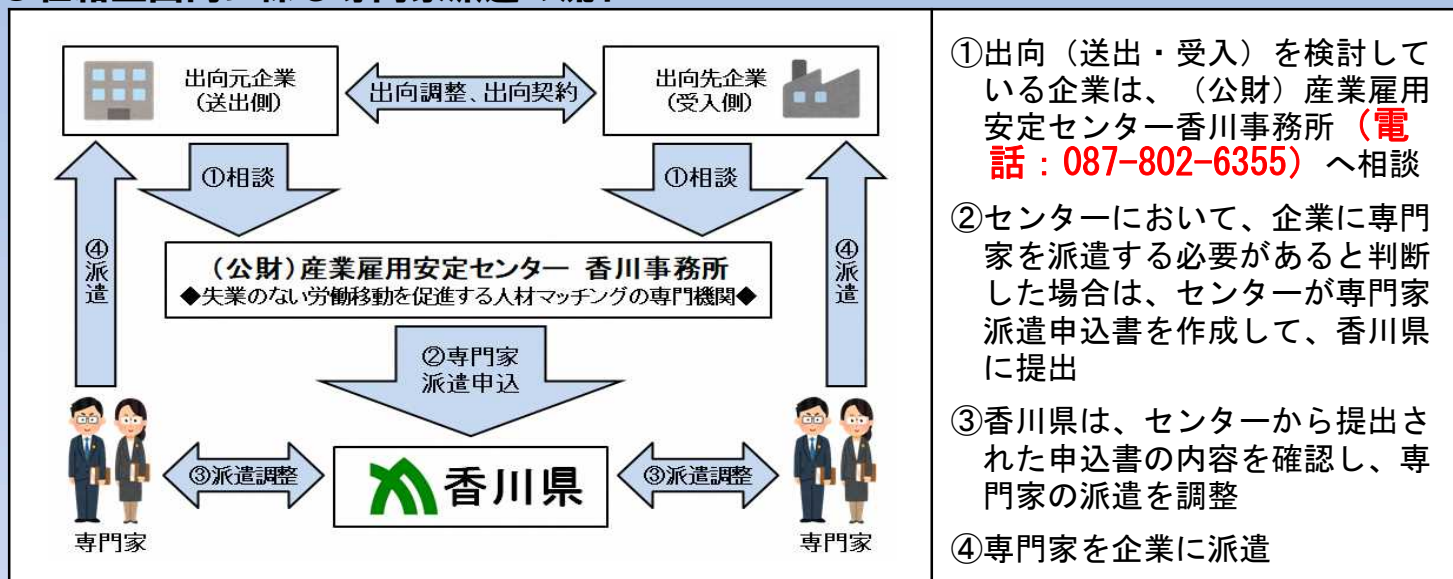 出向元企業
(送出側)
出向調整、出向契約
出向先企業
(受入側)
①相談
①相談
④派遣
④派遣
(公財)産業雇用安定センター 香川事務所
◆失業のない労働移動を促進する人材マッチングの専門機関◆
②専門家
派遣申込
③派遣調整
香川県
③派遣調整
専門家
専門家
①出向（送出・受入）を検討して
いる企業は、（公財）産業雇用
安定センター香川事務所（電
話：087-802-6355）へ相談
②センターにおいて、企業に専門
家を派遣する必要があると判断
した場合は、センターが専門家
派遣申込書を作成して、香川県
に提出
③香川県は、センターから提出さ
れた申込書の内容を確認し、専
門家の派遣を調整
④専門家を企業に派遣